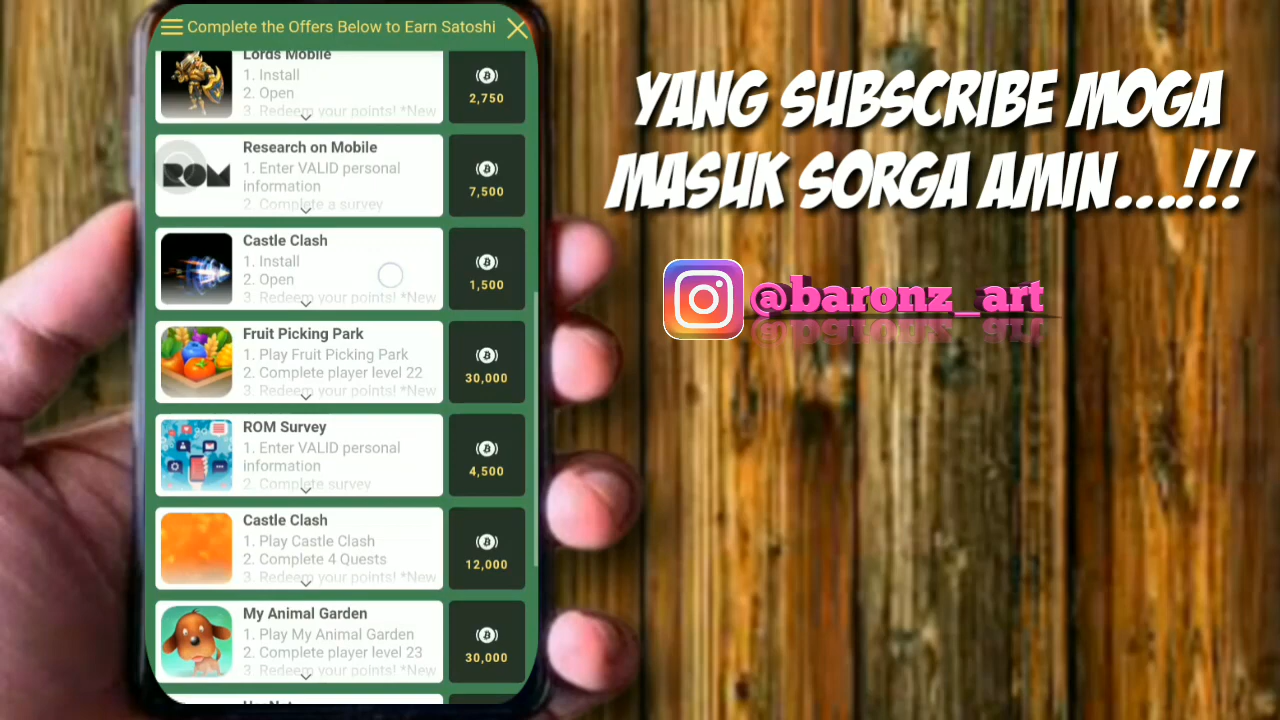 Complete the Offers Below to Earn Satoshi
Lords Mobile
1. Install
2. Open
3. Redeem your points! *New
2,750
Research on Mobile
1. Enter VALID personal
information
2. Complete a survey
ROM
7,500
Castle Clash
1. Install
2. Open
3. Redeem your points! *New
1,500
Fruit Picking Park
1. Play Fruit Picking Park
2. Complete player level 22
3. Redeem your points! *New
30,000
ROM Survey
1. Enter VALID personal
information
2. Complete survey
4,500
Castle Clash
1. Play Castle Clash
2. Complete 4 Quests
3. Redeem your points! *New
12,000
My Animal Garden
1. Play My Animal Garden
2. Complete player level 23
3. Redeem your points! *New
30,000
YANG SUBSCRIBE MOGA
MASUK SORGA AMIN...!!!
@baronz_art